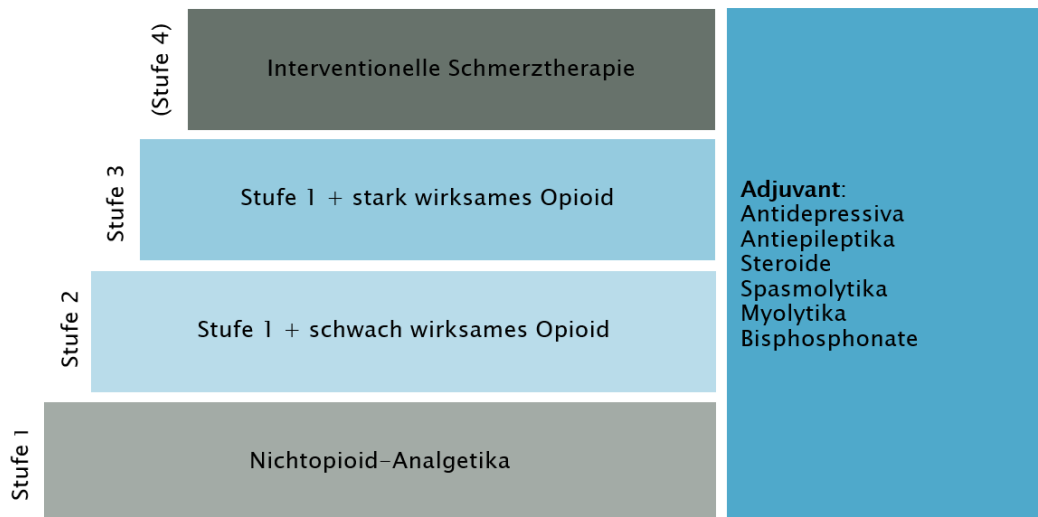 (Stufe 4)
Interventionelle Schmerztherapie
Stufe 3
Stufe 1 + stark wirksames Opioid
Stufe 2
Stufe 1 + schwach wirksames Opioid
Stufe 1
Nichtopioid-Analgetika
Adjuvant:
Antidepressiva
Antiepileptika
Steroide
Spasmolytika
Myolytika
Bisphosphonate